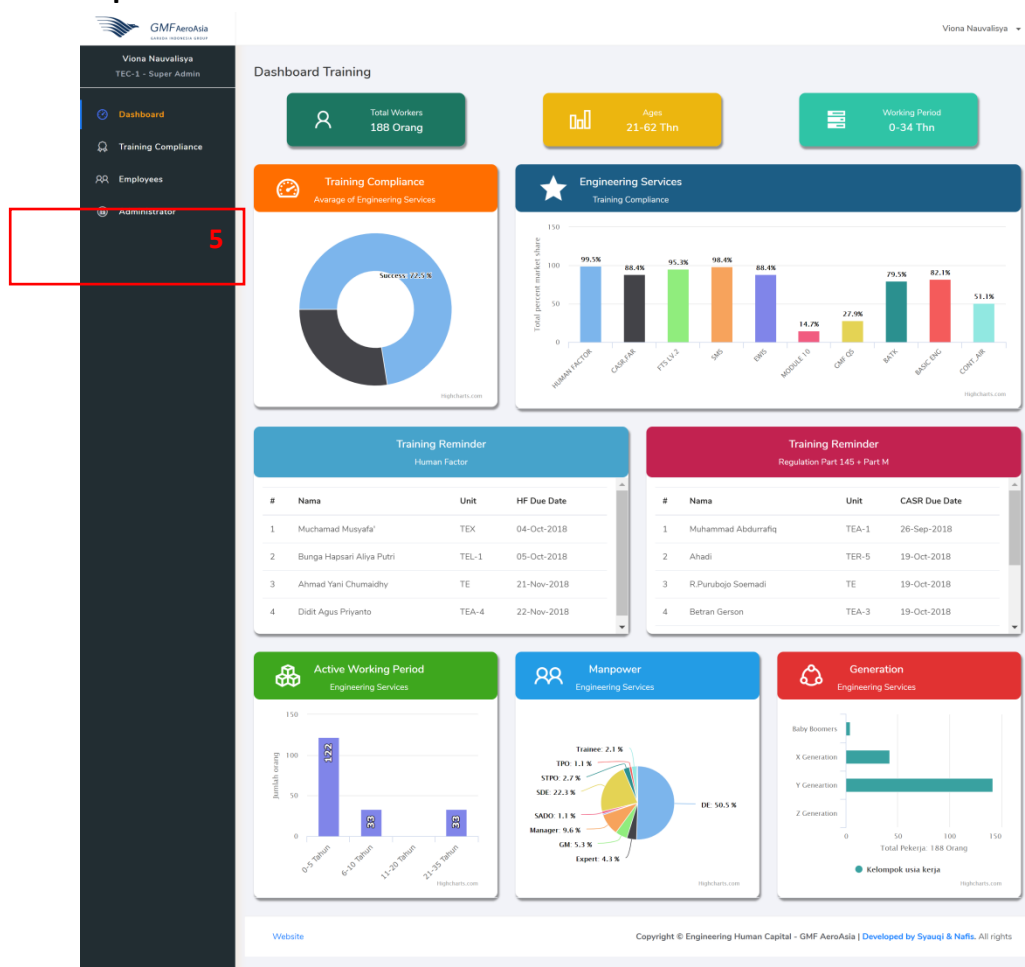 GMF AeroAsia
GARUDA INDONESIA GROUP
Viona Nauvalisya
Viona Nauvalisya
TEC-1 - Super Admin
Dashboard
Training Compliance
Employees
Administrator
5
Dashboard Training
Total Workers
188 Orang
Ages
21-62 Thn
Working Period
0-34 Thn
Training Compliance
Avarage of Engineering Services
Success: 72.5 %
Highcharts.com
Engineering Services
Training Compliance
Total percent market share
150
100
50
0
99.5%
88.4%
95.3%
98.4%
88.4%
14.7%
27.9%
79.5%
82.1%
51.1%
HUMAN FACTOR
CASR,FAR
FTS LV.2
SMS
EWIS
MODULE 10
GMF QS
BATK
BASIC ENG
CONT_AIR
Highcharts.com
Training Reminder
Human Factor
# Nama Unit HF Due Date
1 Muchamad Musyafa' TEX 04-Oct-2018
2 Bunga Hapsari Aliya Putri TEL-1 05-Oct-2018
3 Ahmad Yani Chumaidhy TE 21-Nov-2018
4 Didit Agus Priyanto TEA-4 22-Nov-2018
Training Reminder
Regulation Part 145 + Part M
# Nama Unit CASR Due Date
1 Muhammad Abdurrafiq TEA-1 26-Sep-2018
2 Ahadi TER-5 19-Oct-2018
3 R.Purubojo Soemadi TE 19-Oct-2018
4 Betran Gerson TEA-3 19-Oct-2018
Active Working Period
Engineering Services
Jumlah orang
150
100
50
0
122
33
33
0-5 Tahun
6-10 Tahun
11-20 Tahun
21-35 Tahun
Highcharts.com
Manpower
Engineering Services
Trainee: 2.1 %
TPO: 1.1 %
STPO: 2.7 %
SDE: 22.3 %
SADO: 1.1 %
Manager: 9.6 %
GM: 5.3 %
Expert: 4.3 %
DE: 50.5 %
Highcharts.com
Generation
Engineering Services
Baby Boomers
X Generation
Y Geneartion
Z Generation
0 50 100 150
Total Pekerja: 188 Orang
Kelompok usia kerja
Highcharts.com
Website
Copyright © Engineering Human Capital - GMF AeroAsia | Developed by Syauqi & Nafis. All rights